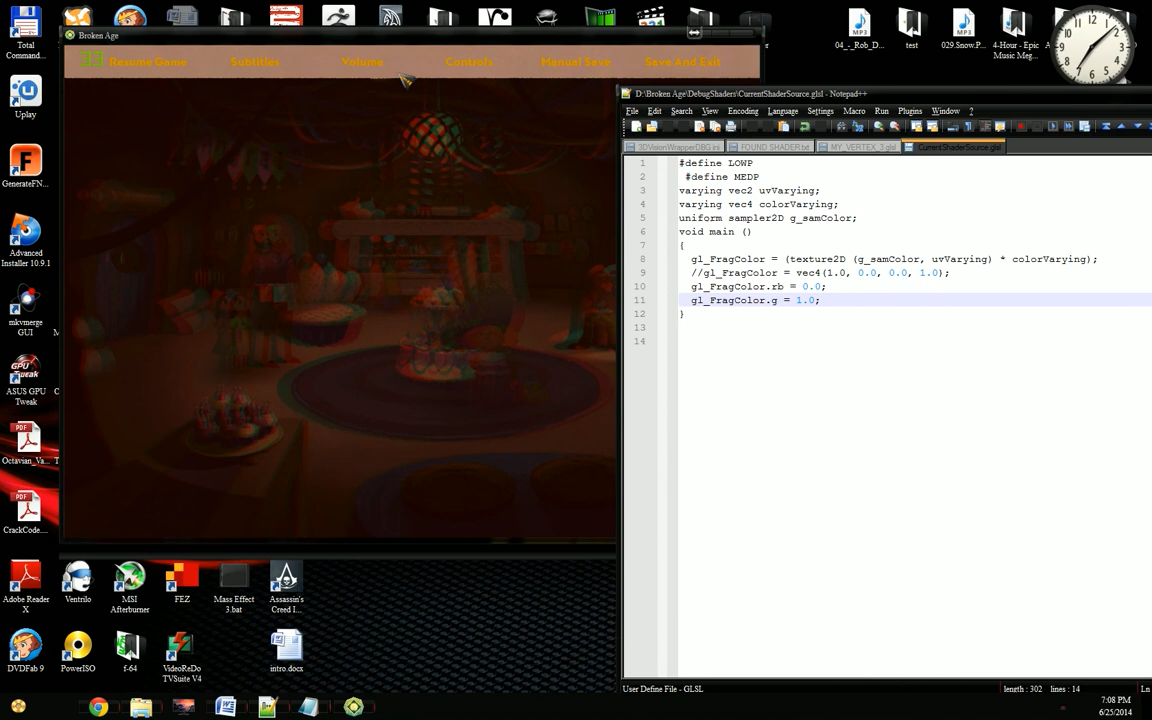 Broken Age
33 Resume Game Subtitles Volume Controls Manual Save Save And Exit
Total
Command...
Uplay
GenerateFN...
Advanced
Installer 10.9.1
mkvmerge
GUI
ASUS GPU
Tweak
Octavian_Va...
CrackCode....
Adobe Reader
X
Ventrilo
MSI
Afterburner
FEZ
Mass Effect
3.bat
Assassin's
Creed I...
DVDFab 9
PowerISO
f-64
VideoReDo
TVSuite V4
intro.docx
04_-_Rob_D...
test
029.Snow.P...
4-Hour - Epic
Music Meg...
D:\Broken Age\DebugShaders\CurrentShaderSource.glsl - Notepad++
File Edit Search View Encoding Language Settings Macro Run Plugins Window ?
3DVisionWrapperDBG.ini FOUND SHADER.txt MY_VERTEX_3.glsl CurrentShaderSource.glsl
1 #define LOWP
2 #define MEDP
3 varying vec2 uvVarying;
4 varying vec4 colorVarying;
5 uniform sampler2D g_samColor;
6 void main ()
7 {
8 gl_FragColor = (texture2D (g_samColor, uvVarying) * colorVarying);
9 //gl_FragColor = vec4(1.0, 0.0, 0.0, 1.0);
10 gl_FragColor.rb = 0.0;
11 gl_FragColor.g = 1.0;
12 }
13
14
User Define File - GLSL length : 302 lines : 14 Ln
7:08 PM
6/25/2014